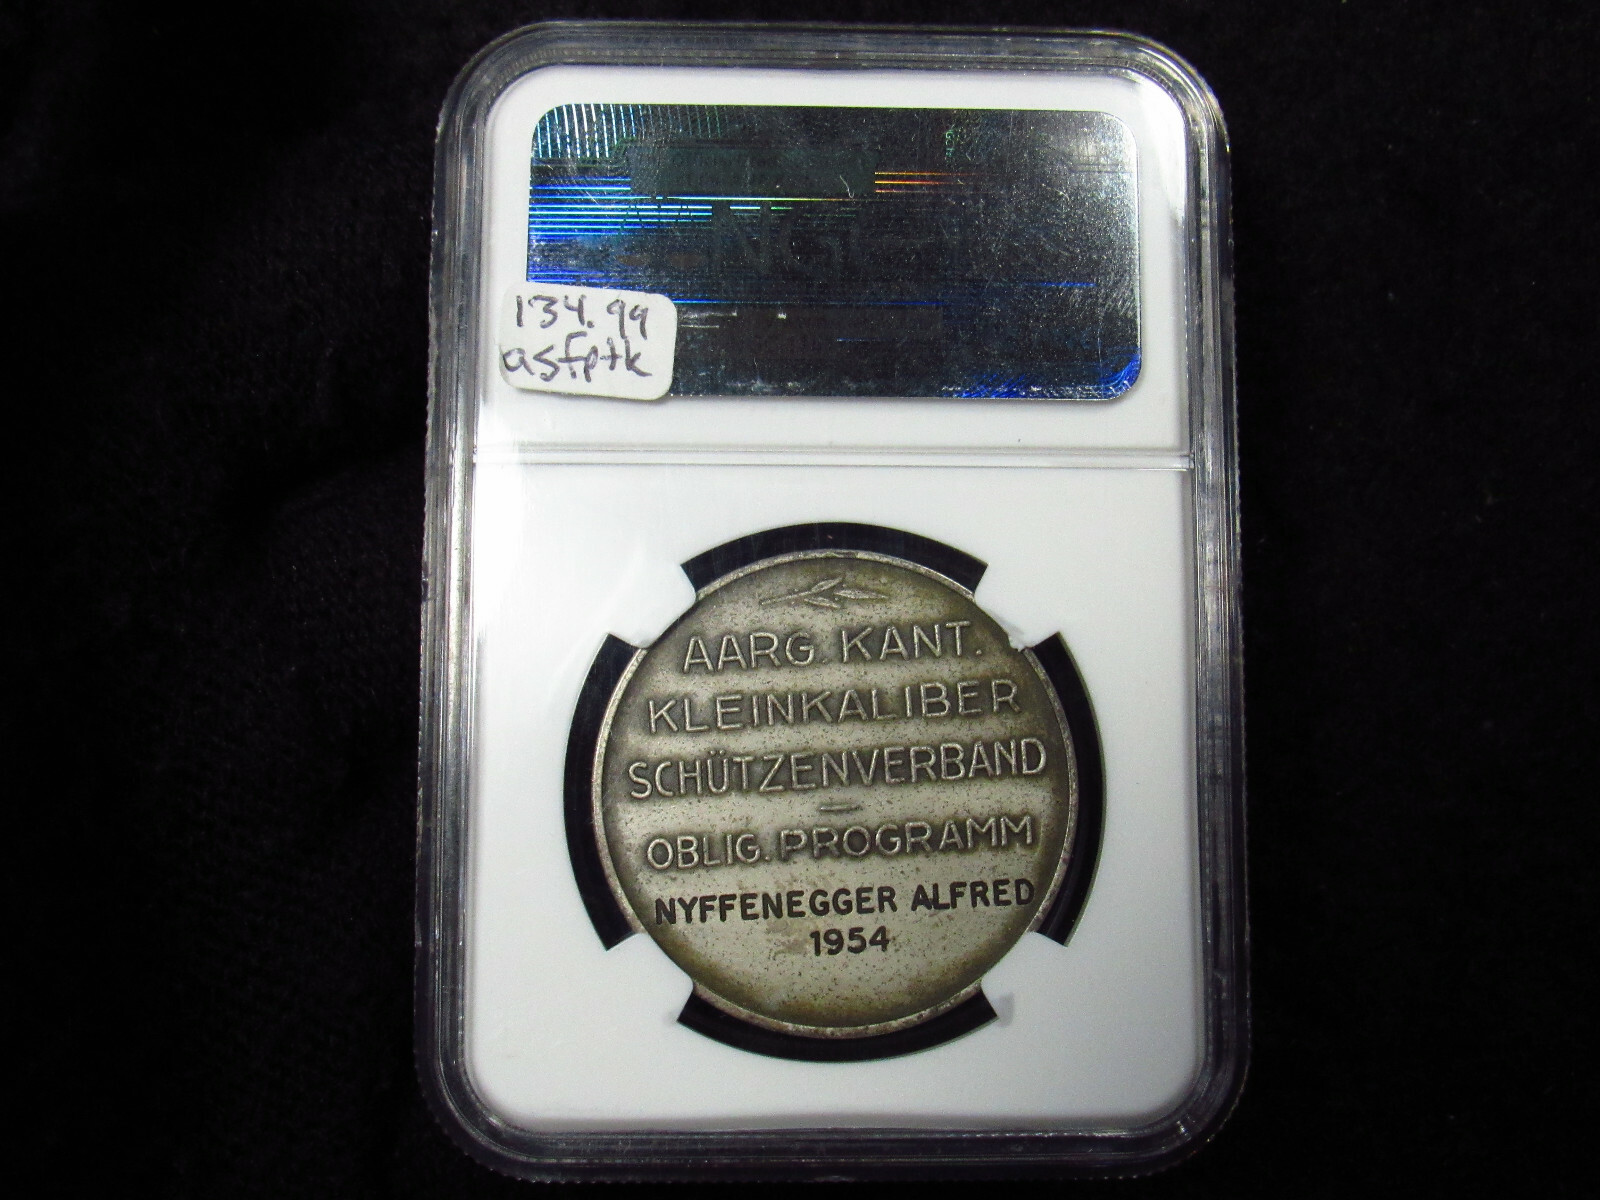 134.99
asfptk
AARG. KANT.
KLEINKALIBER
SCHÜTZENVERBAND
OBLIG. PROGRAMM
NYFFENEGGER ALFRED
1954